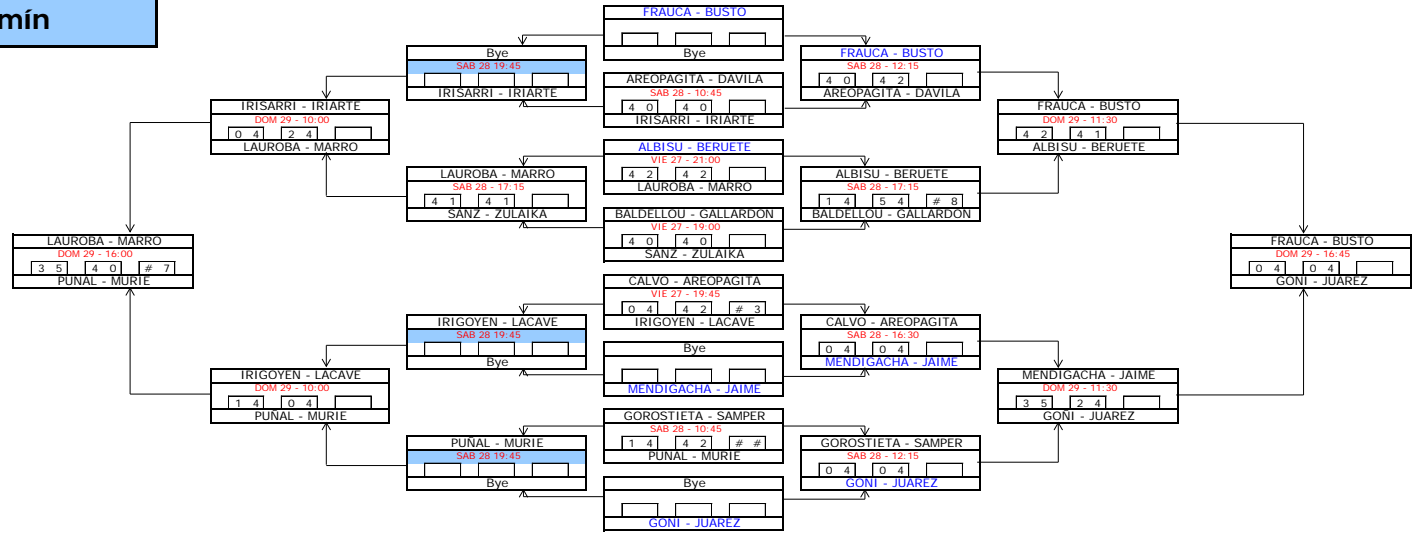 mín
FRAUCA - BUSTO
Bye
Bye
SAB 28 19:45
IRISARRI - IRIARTE
AREOPAGITA - DAVILA
SAB 28 - 10:45
4 0 4 0
IRISARRI - IRIARTE
FRAUCA - BUSTO
SAB 28 - 12:15
4 0 4 2
AREOPAGITA - DAVILA
IRISARRI - IRIARTE
DOM 29 - 10:00
0 4 2 4
LAUROBA - MARRO
FRAUCA - BUSTO
DOM 29 - 11:30
4 2 4 1
ALBISU - BERUETE
ALBISU - BERUETE
VIE 27 - 21:00
4 2 4 2
LAUROBA - MARRO
LAUROBA - MARRO
SAB 28 - 17:15
4 1 4 1
SANZ - ZULAIKA
ALBISU - BERUETE
SAB 28 - 17:15
1 4 5 4 # 8
BALDELLOU - GALLARDON
BALDELLOU - GALLARDON
VIE 27 - 19:00
4 0 4 0
SANZ - ZULAIKA
LAUROBA - MARRO
DOM 29 - 16:00
3 5 4 0 # 7
PUÑAL - MURIE
FRAUCA - BUSTO
DOM 29 - 16:45
0 4 0 4
GOÑI - JUAREZ
CALVO - AREOPAGITA
VIE 27 - 19:45
0 4 4 2 # 3
IRIGOYEN - LACAVE
IRIGOYEN - LACAVE
SAB 28 19:45
Bye
CALVO - AREOPAGITA
SAB 28 - 16:30
0 4 0 4
MENDIGACHA - JAIME
Bye
MENDIGACHA - JAIME
IRIGOYEN - LACAVE
DOM 29 - 10:00
1 4 0 4
PUÑAL - MURIE
MENDIGACHA - JAIME
DOM 29 - 11:30
3 5 2 4
GOÑI - JUAREZ
GOROSTIETA - SAMPER
SAB 28 - 10:45
1 4 4 2 # #
PUÑAL - MURIE
PUÑAL - MURIE
SAB 28 19:45
Bye
GOROSTIETA - SAMPER
SAB 28 - 12:15
0 4 0 4
GOÑI - JUAREZ
Bye
GOÑI - JUAREZ